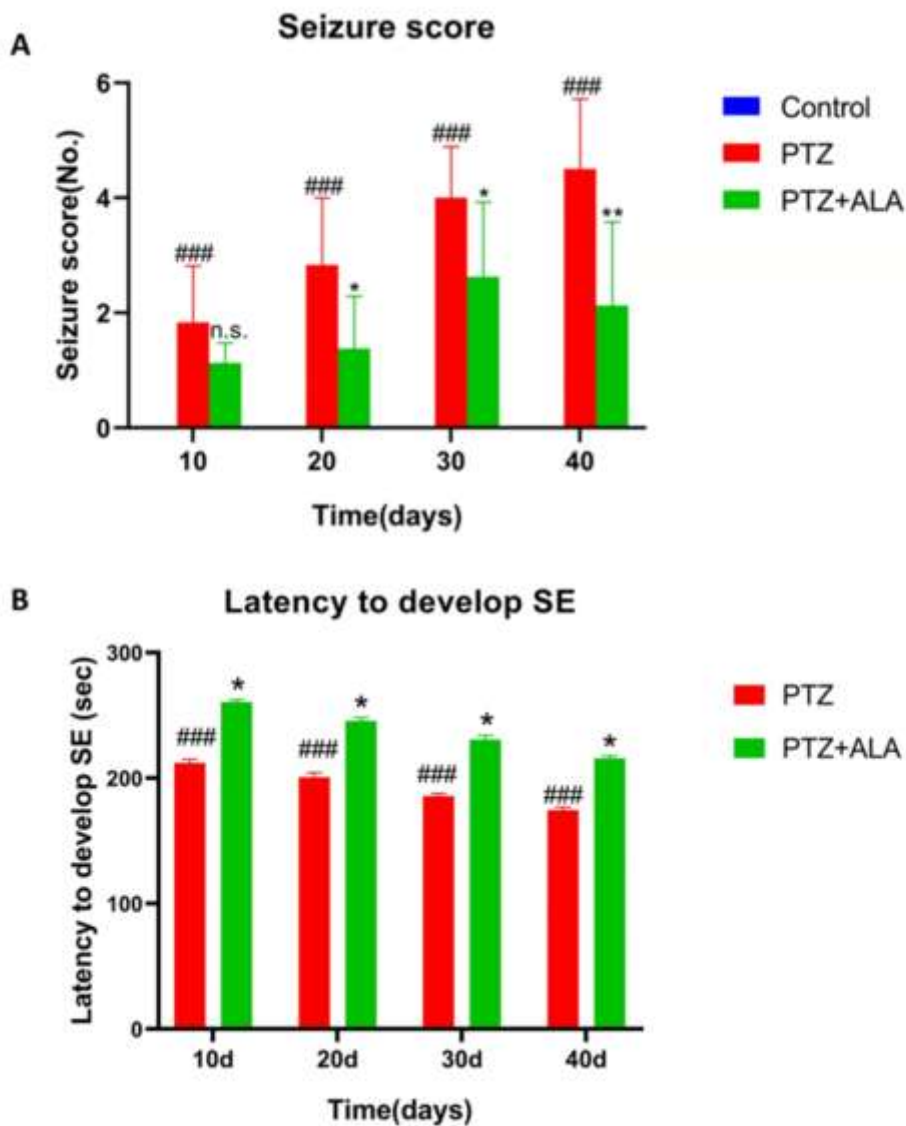 A
Seizure score
Seizure score(No.)
6
4
2
0
###
n.s.
###
*
###
*
###
**
10 20 30 40
Time(days)
Control
PTZ
PTZ+ALA
B
Latency to develop SE
Latency to develop SE (sec)
300
200
100
0
###
*
###
*
###
*
###
*
10d 20d 30d 40d
Time(days)
PTZ
PTZ+ALA